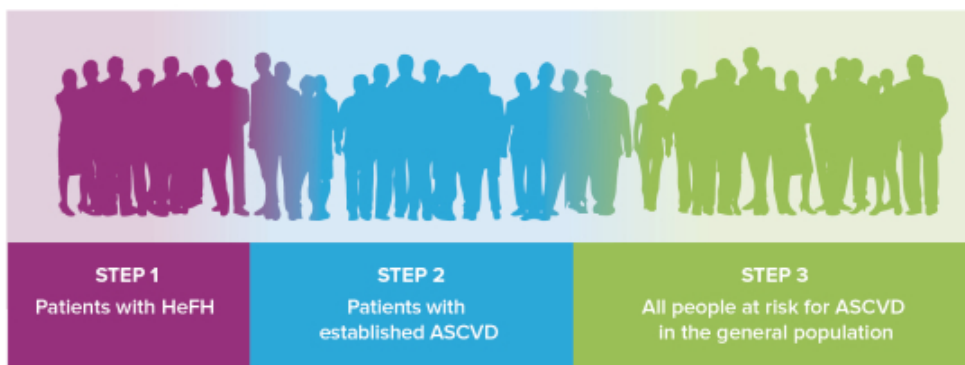 STEP 1
Patients with HeFH
STEP 2
Patients with
established ASCVD
STEP 3
All people at risk for ASCVD
in the general population